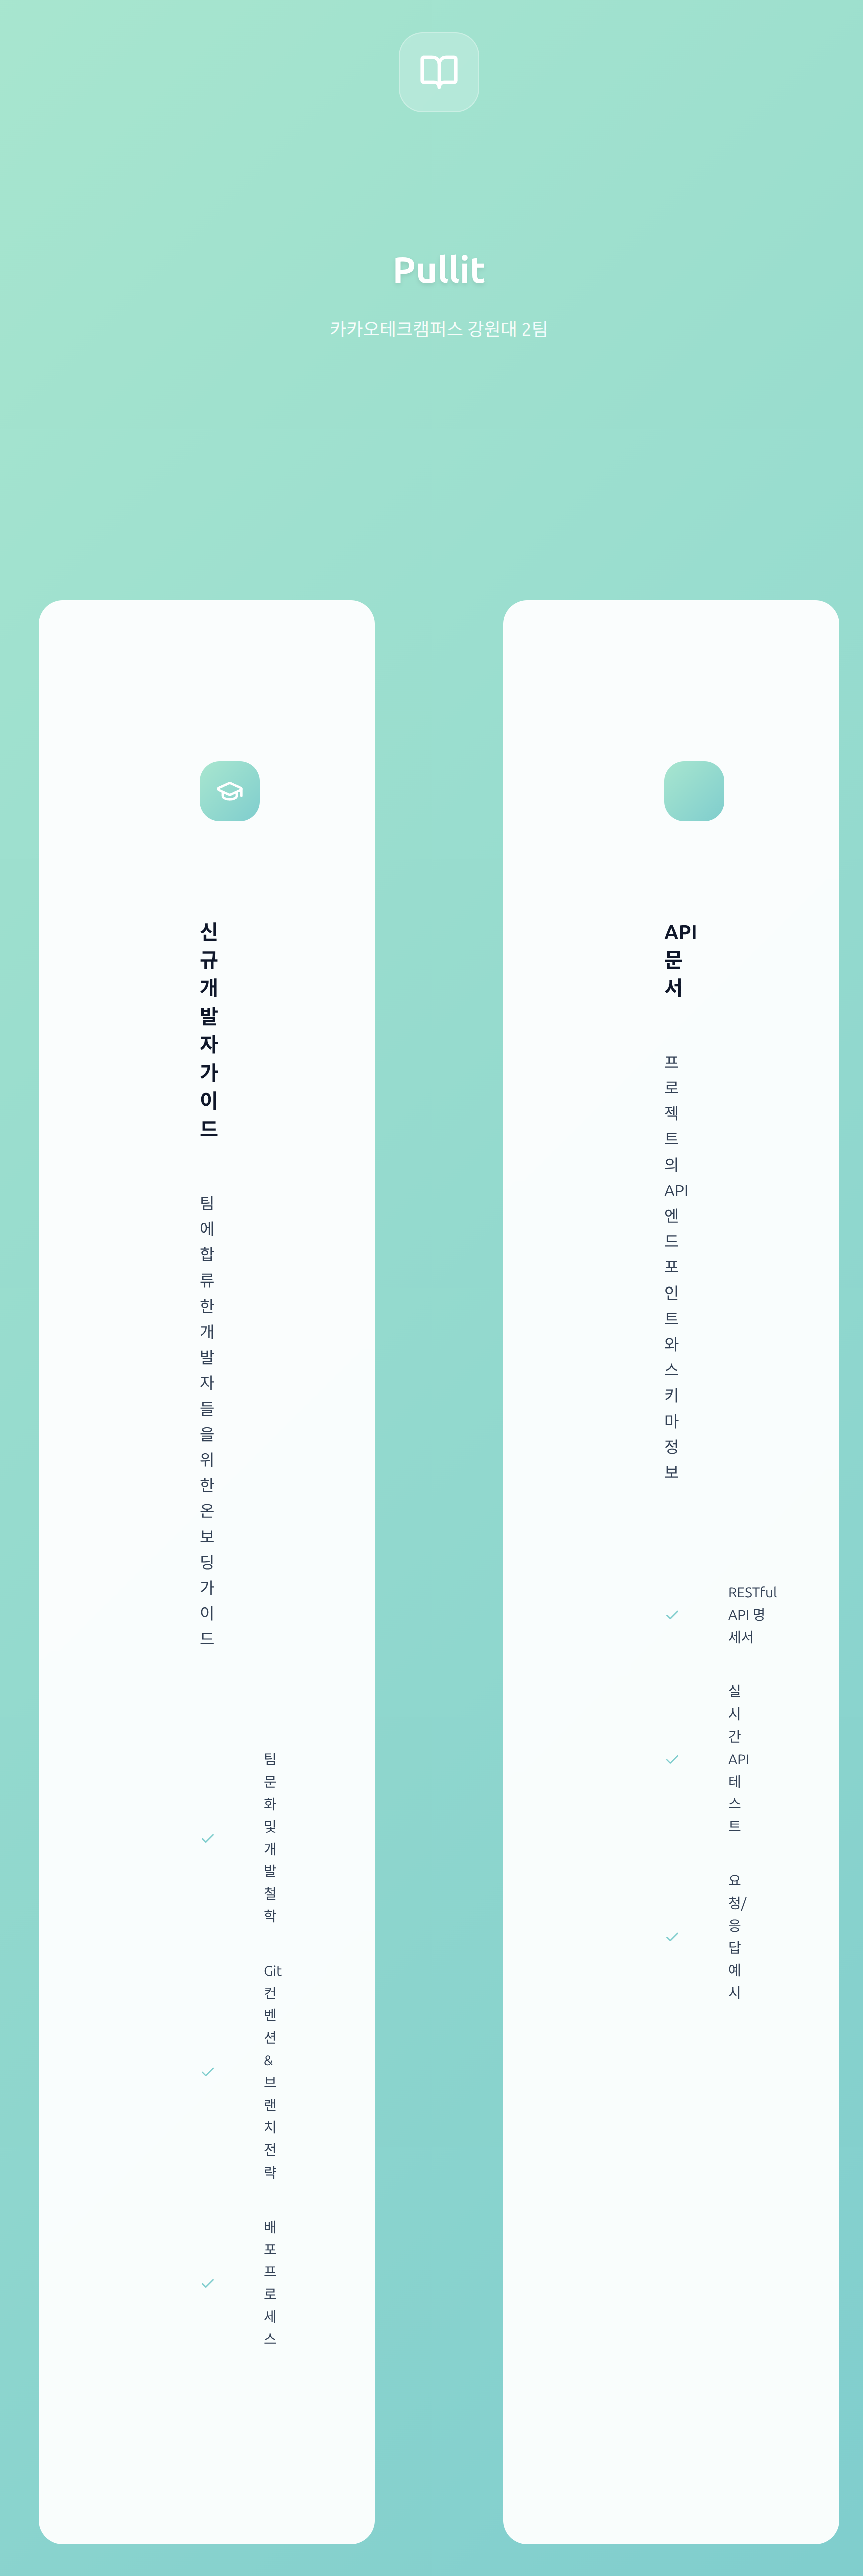 Pullit
카카오테크캠퍼스 강원대 2팀
신
규
개
발
자
가
이
드
팀
에
합
류
한
개
발
자
들
을
위
한
온
보
딩
가
이
드
팀
문
화
및
개
발
철
학
Git
컨
벤
션
&
브
랜
치
전
략
배
포
프
로
세
스
API
문
서
프
로
젝
트
의
API
엔
드
포
인
트
와
스
키
마
정
보
RESTful
API 명
세서
실
시
간
API
테
스
트
요
청/
응
답
예
시